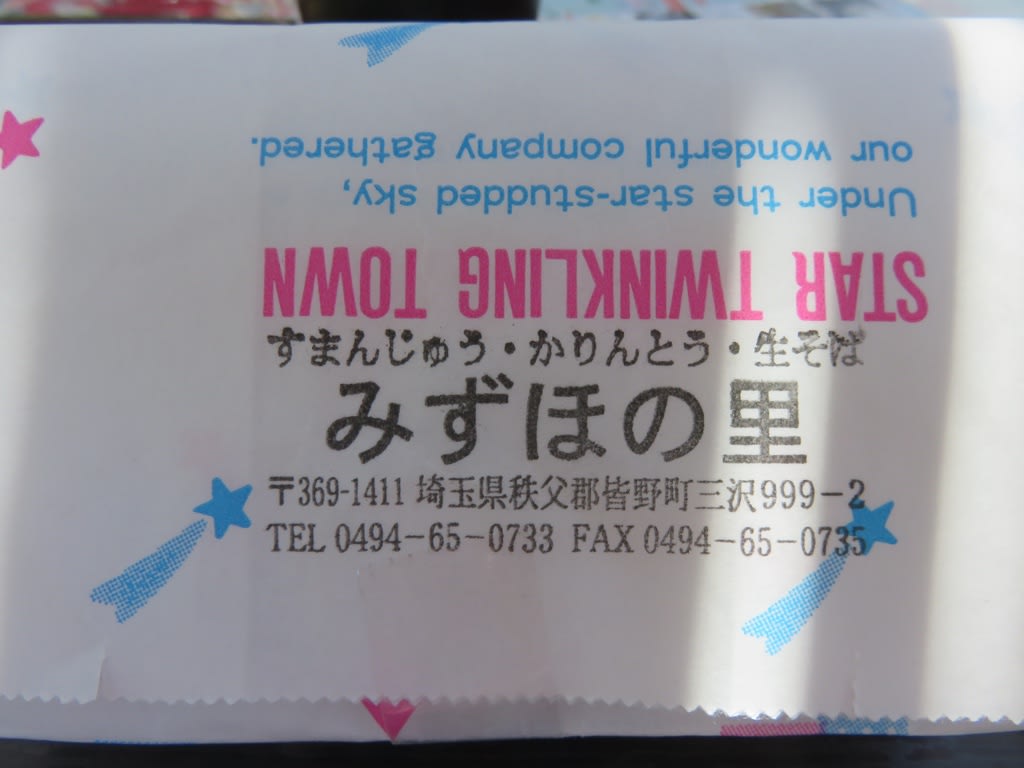 our wonderful company gathered.
Under the star-studded sky,
STAR TWINKLING TOWN
すまんじゅう・かりんとう・生そば
みずほの里
〒369-1411 埼玉県秩父郡皆野町三沢999-2
TEL 0494-65-0733 FAX 0494-65-0735